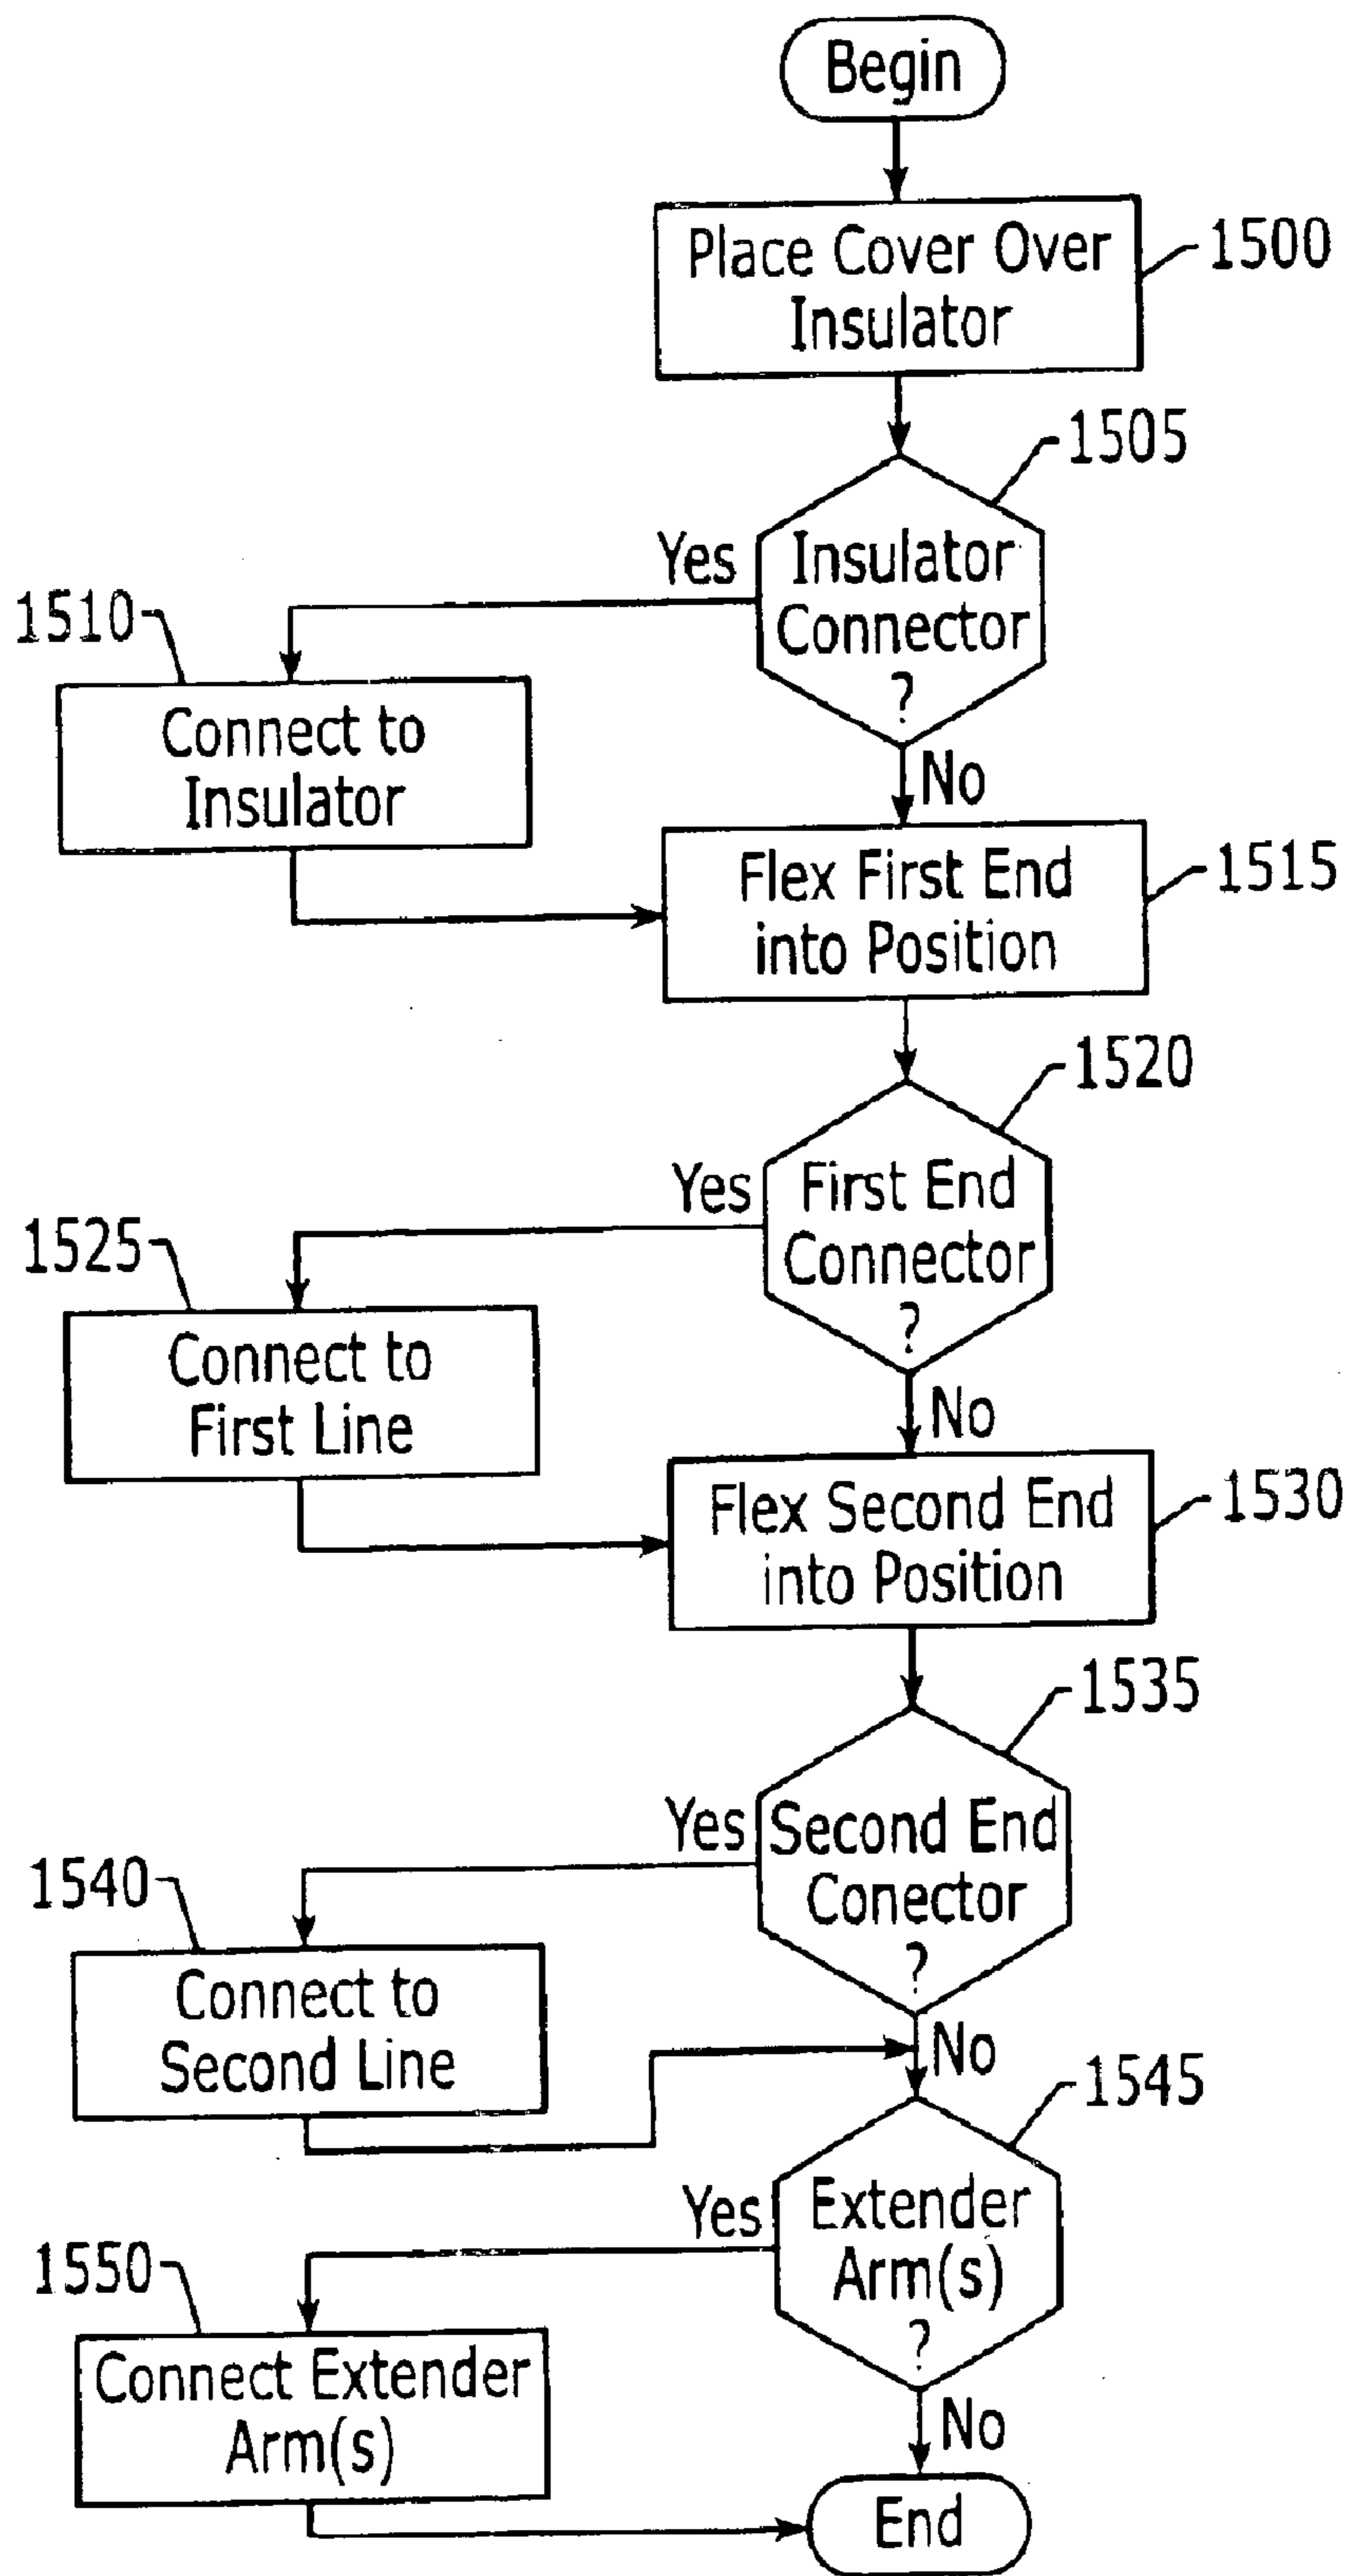 Begin
Place Cover Over
Insulator
1500
1505
Insulator
Connector
?
Yes
No
1510
Connect to
Insulator
Flex First End
into Position
1515
1520
First End
Connector
?
Yes
No
1525
Connect to
First Line
Flex Second End
into Position
1530
1535
Second End
Conector
?
Yes
No
1540
Connect to
Second Line
1545
Extender
Arm(s)
?
Yes
No
1550
Connect Extender
Arm(s)
End